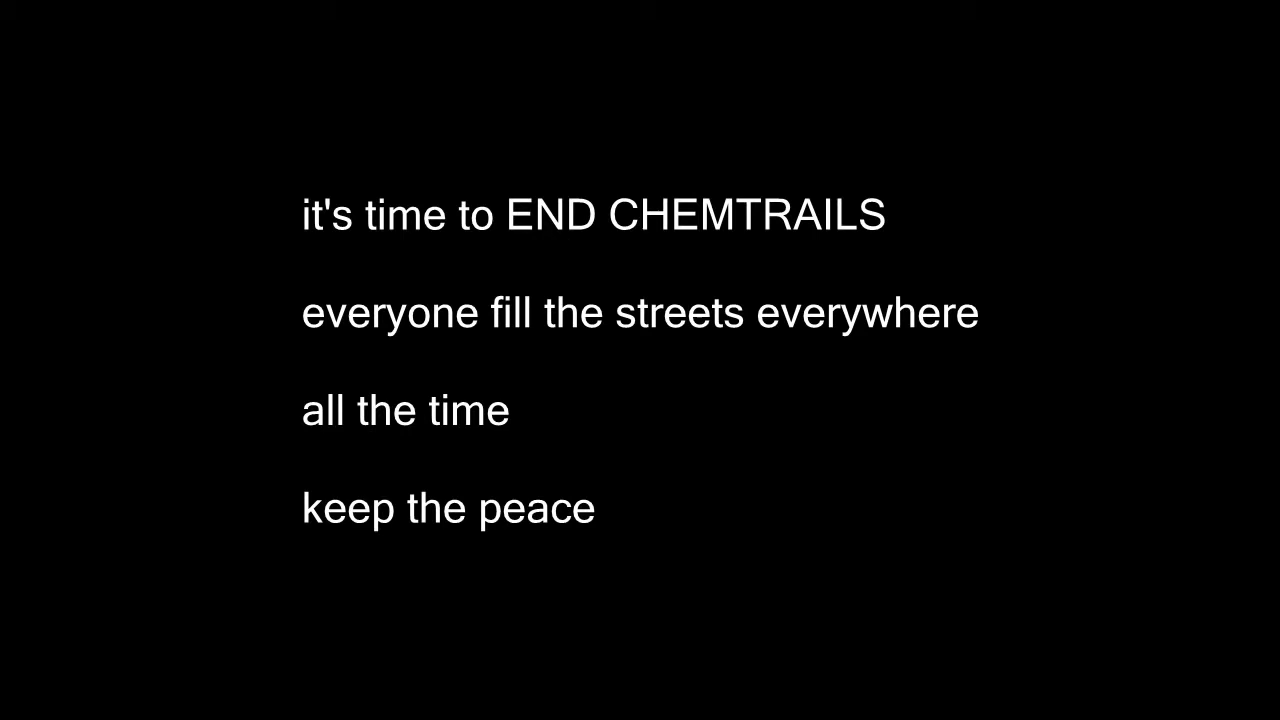 it's time to END CHEMTRAILS
everyone fill the streets everywhere
all the time
keep the peace